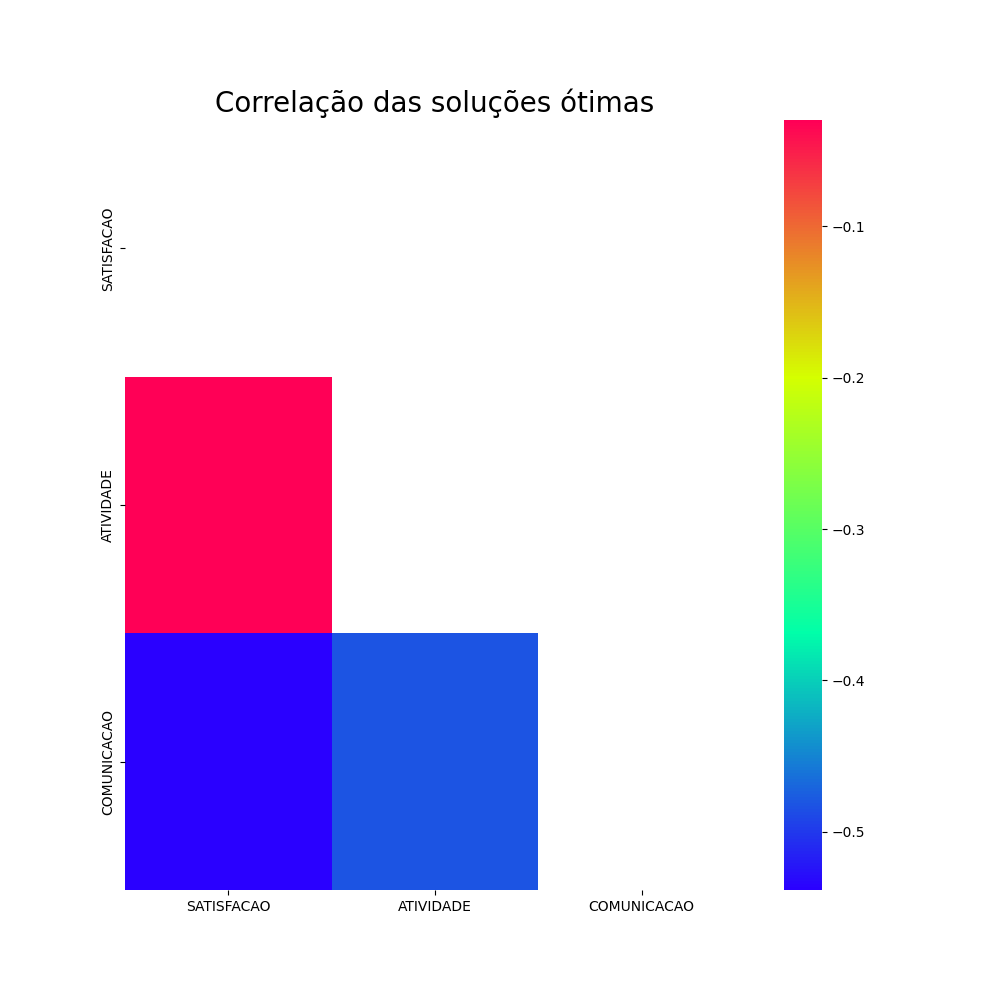 Correlação das soluções ótimas
SATISFACAO
ATIVIDADE
COMUNICACAO
SATISFACAO
ATIVIDADE
COMUNICACAO
−0.1
−0.2
−0.3
−0.4
−0.5